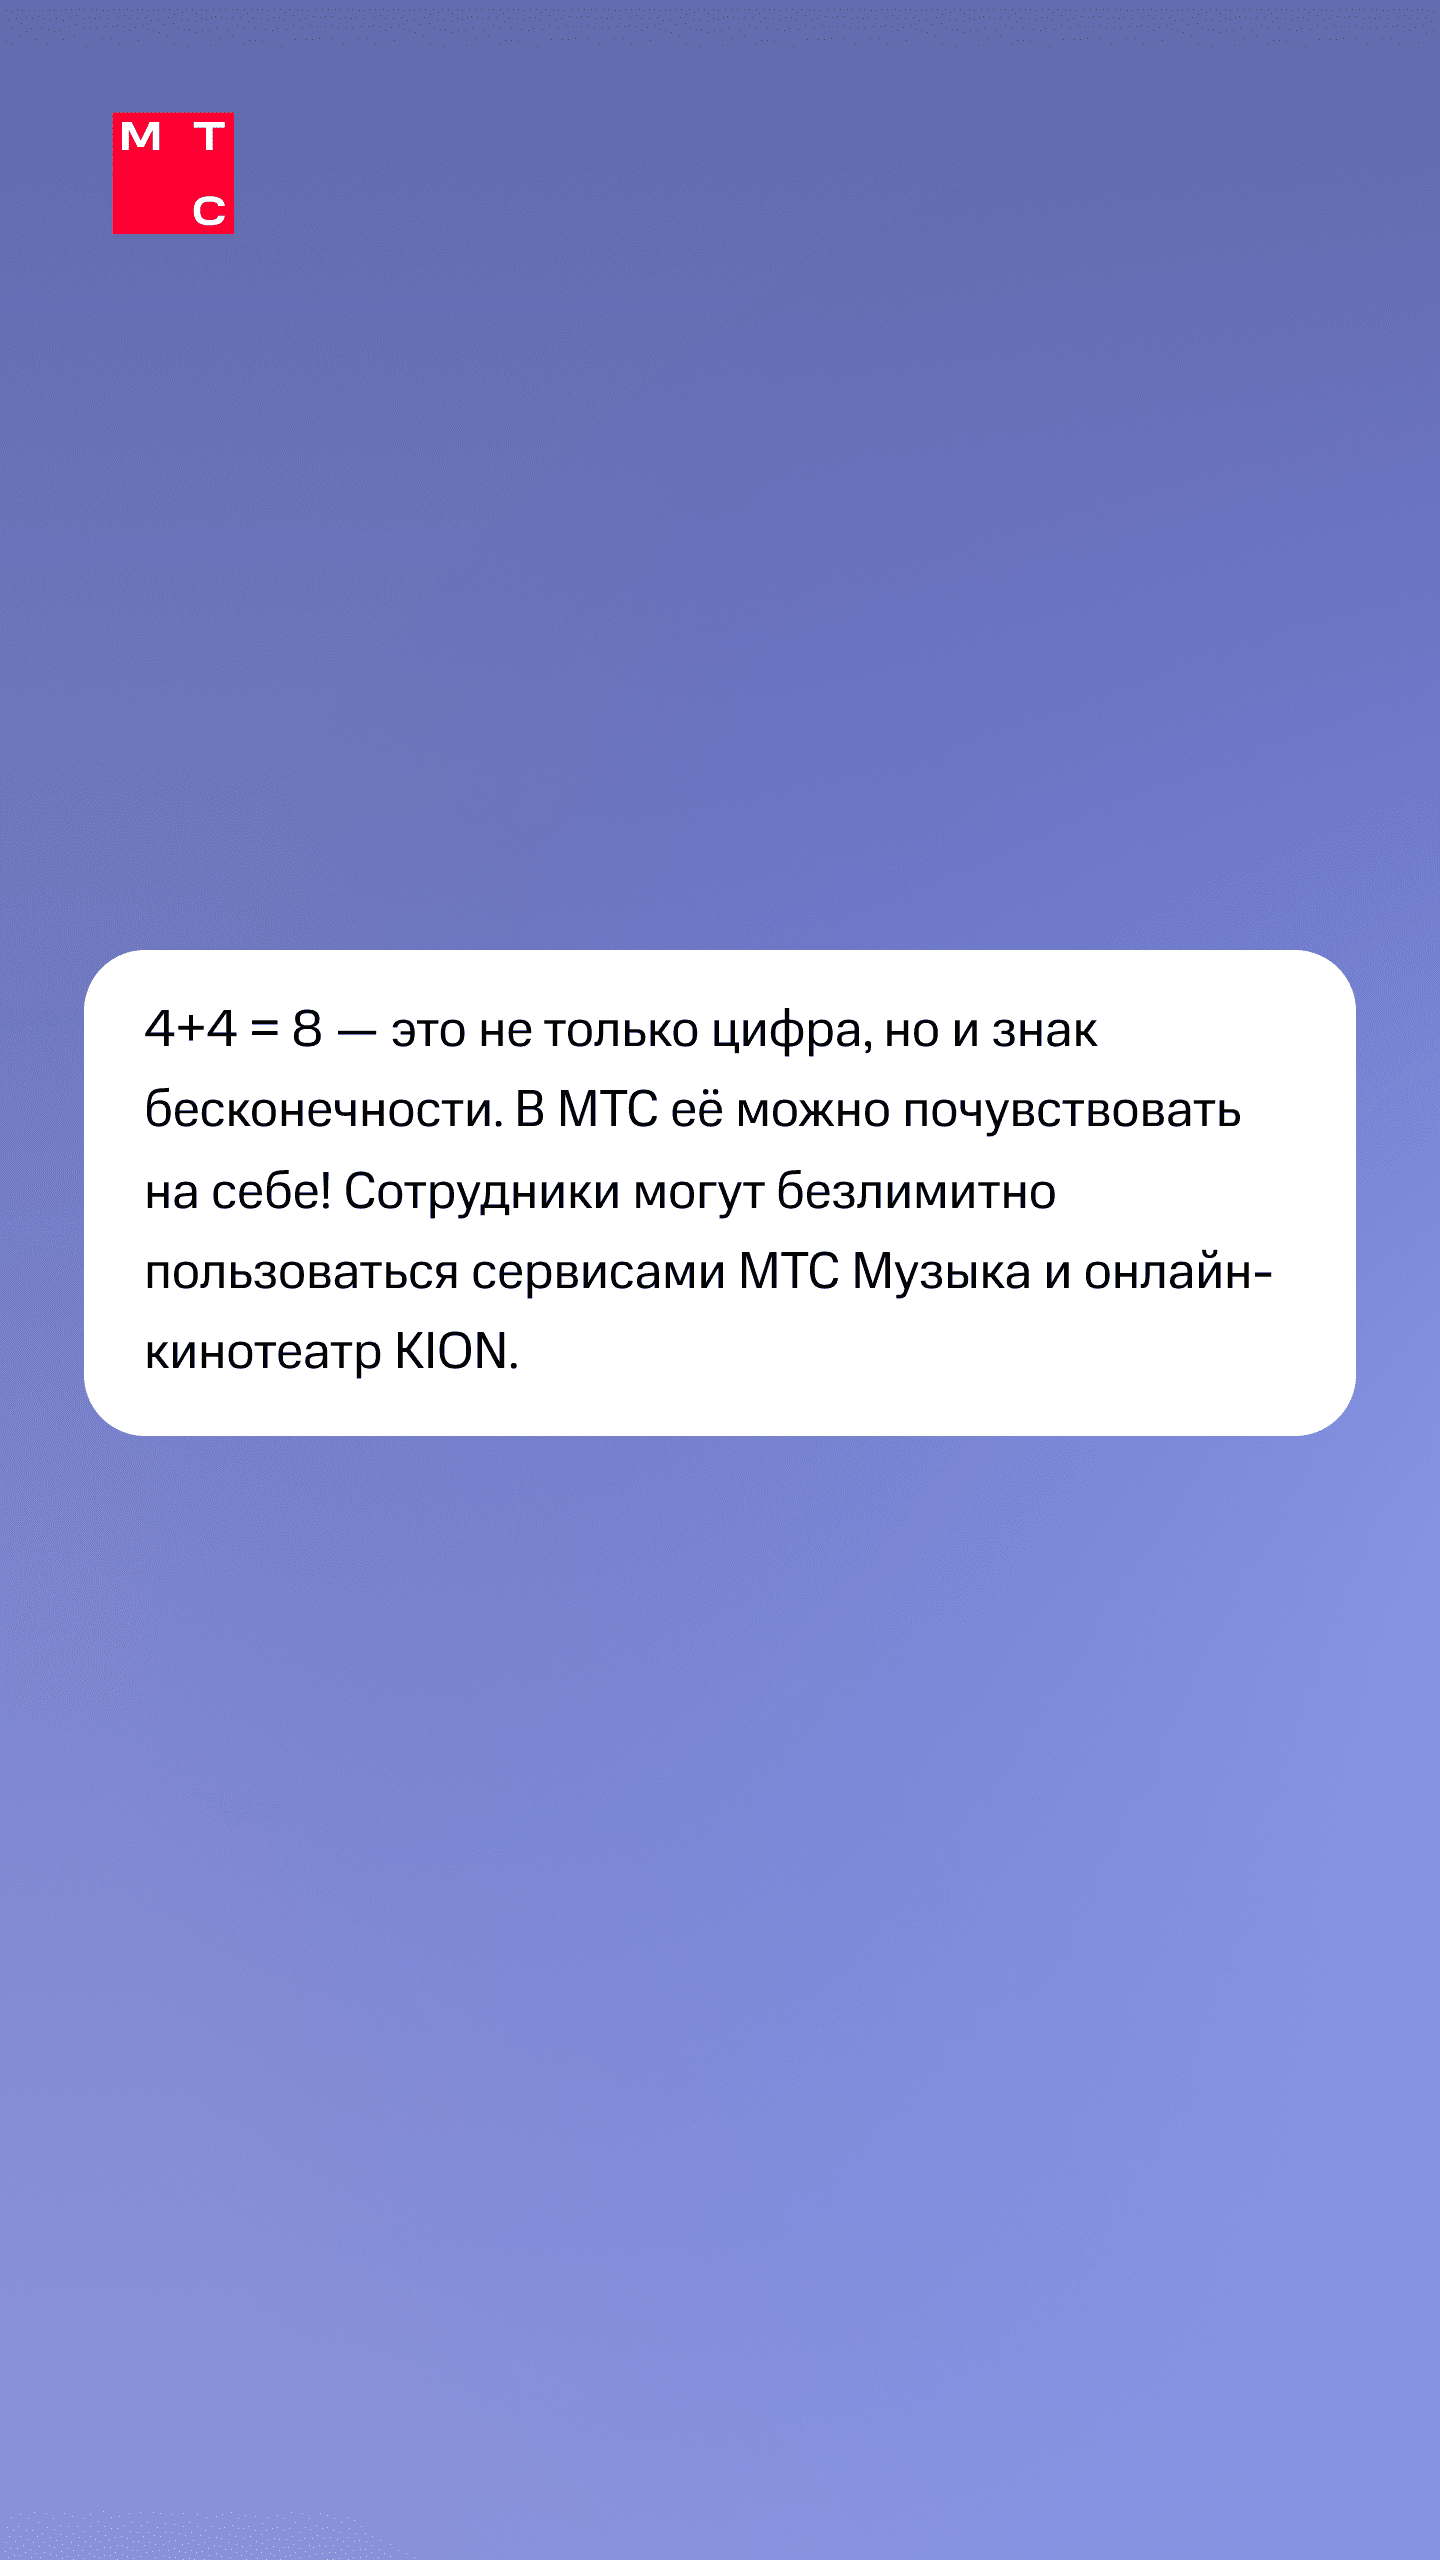 М Т
С
4+4 = 8 — это не только цифра, но и знак
бесконечности. В МТС её можно почувствовать
на себе! Сотрудники могут безлимитно
пользоваться сервисами МТС Музыка и онлайн-
кинотеатр KION.